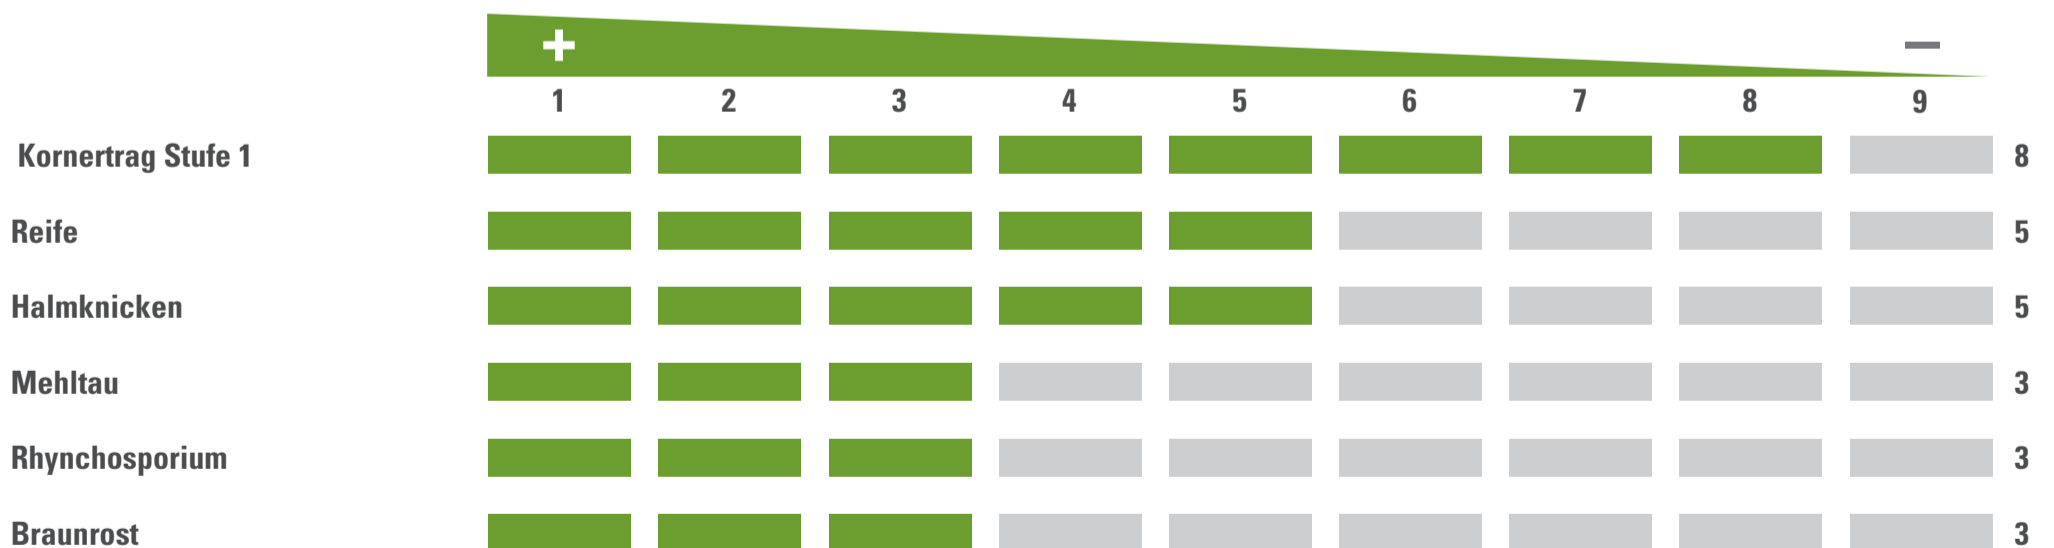 + –
1 2 3 4 5 6 7 8 9
Kornertrag Stufe 1 8
Reife 5
Halmknicken 5
Mehltau 3
Rhynchosporium 3
Braunrost 3